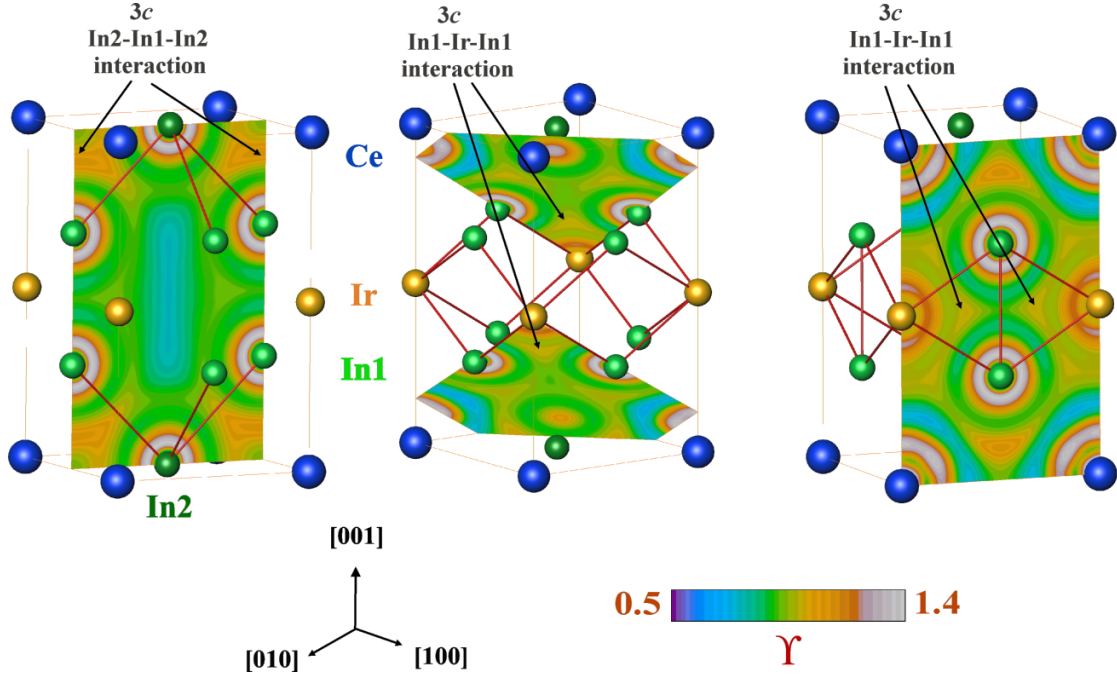 3c
In2-In1-In2
interaction
3c
In1-Ir-In1
interaction
3c
In1-Ir-In1
interaction
Ce
Ir
In1
In2
[001]
[010]
[100]
0.5
1.4
ϒ